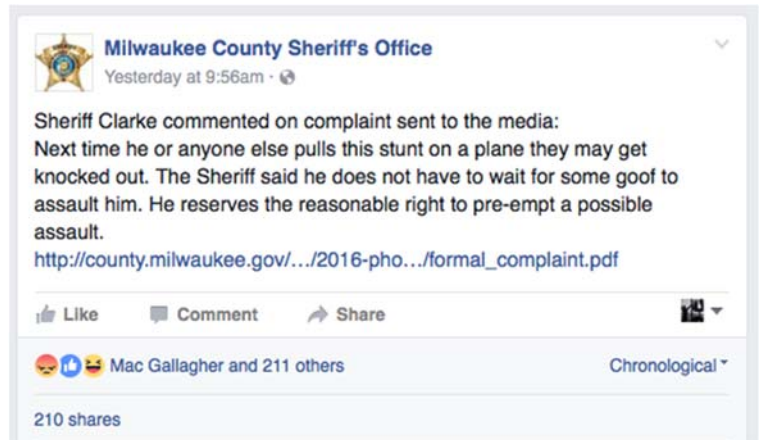 Milwaukee County Sheriff's Office
Yesterday at 9:56am ·
Sheriff Clarke commented on complaint sent to the media:
Next time he or anyone else pulls this stunt on a plane they may get
knocked out. The Sheriff said he does not have to wait for some goof to
assault him. He reserves the reasonable right to pre-empt a possible
assault.
http://county.milwaukee.gov/.../2016-pho.../formal_complaint.pdf
Like Comment Share
Mac Gallagher and 211 others Chronological
210 shares